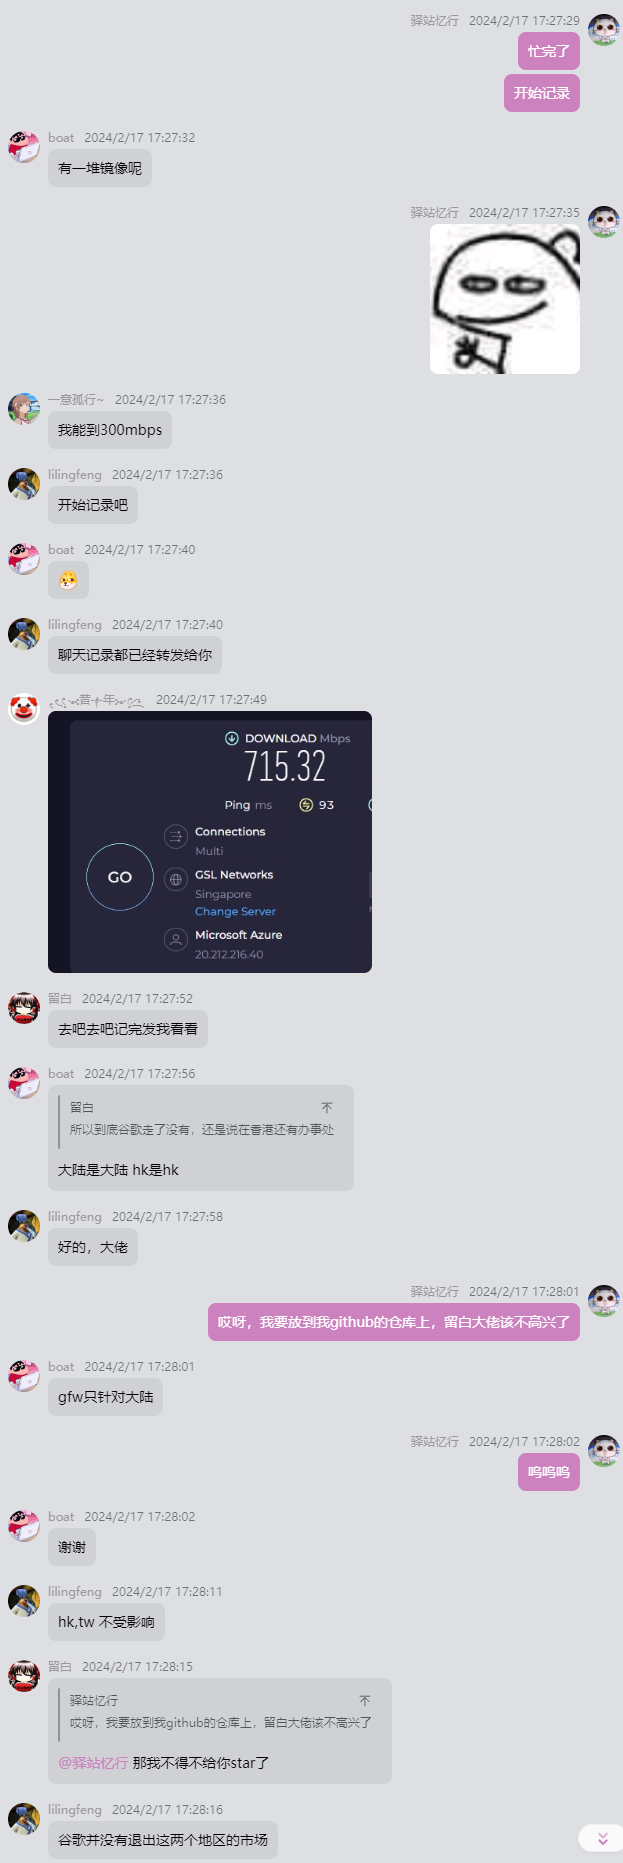 驿站忆行 2024/2/17 17:27:29
忙完了
开始记录
boat 2024/2/17 17:27:32
有一堆镜像呢
驿站忆行 2024/2/17 17:27:35
一意孤行~ 2024/2/17 17:27:36
我能到300mbps
lilingfeng 2024/2/17 17:27:36
开始记录吧
boat 2024/2/17 17:27:40
lilingfeng 2024/2/17 17:27:40
聊天记录都已经转发给你
昔年 2024/2/17 17:27:49
DOWNLOAD Mbps
715.32
Ping ms 93
Connections
Multi
GO
GSL Networks
Singapore
Change Server
Microsoft Azure
20.212.216.40
留白 2024/2/17 17:27:52
去吧去吧记完发我看看
boat 2024/2/17 17:27:56
留白
所以到底谷歌走了没有，还是说在香港还有办事处
大陆是大陆 hk是hk
lilingfeng 2024/2/17 17:27:58
好的，大佬
驿站忆行 2024/2/17 17:28:01
哎呀，我要放到我github的仓库上，留白大佬该不高兴了
boat 2024/2/17 17:28:01
gfw只针对大陆
驿站忆行 2024/2/17 17:28:02
呜呜呜
boat 2024/2/17 17:28:02
谢谢
lilingfeng 2024/2/17 17:28:11
hk,tw 不受影响
留白 2024/2/17 17:28:15
驿站忆行
哎呀，我要放到我github的仓库上，留白大佬该不高兴了
@驿站忆行 那我不得不给你star了
lilingfeng 2024/2/17 17:28:16
谷歌并没有退出这两个地区的市场